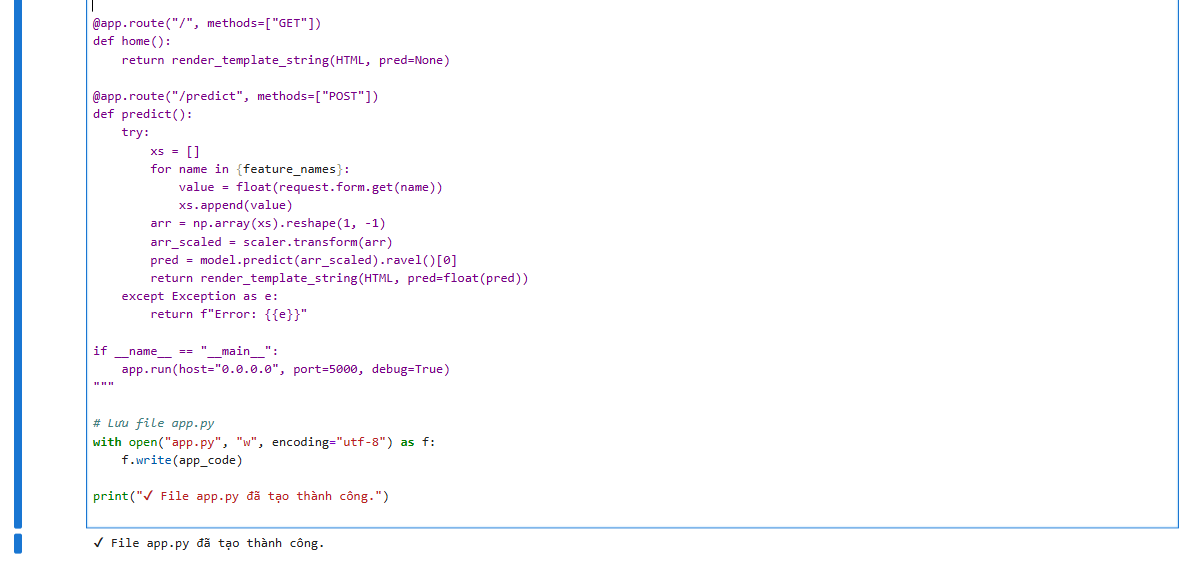 @app.route("/", methods=["GET"])
def home():
    return render_template_string(HTML, pred=None)

@app.route("/predict", methods=["POST"])
def predict():
    try:
        xs = []
        for name in {feature_names}:
            value = float(request.form.get(name))
            xs.append(value)
        arr = np.array(xs).reshape(1, -1)
        arr_scaled = scaler.transform(arr)
        pred = model.predict(arr_scaled).ravel()[0]
        return render_template_string(HTML, pred=float(pred))
    except Exception as e:
        return f"Error: {{e}}"

if __name__ == "__main__":
    app.run(host="0.0.0.0", port=5000, debug=True)
"""

# Lưu file app.py
with open("app.py", "w", encoding="utf-8") as f:
    f.write(app_code)

print("✓ File app.py đã tạo thành công.")

✓ File app.py đã tạo thành công.